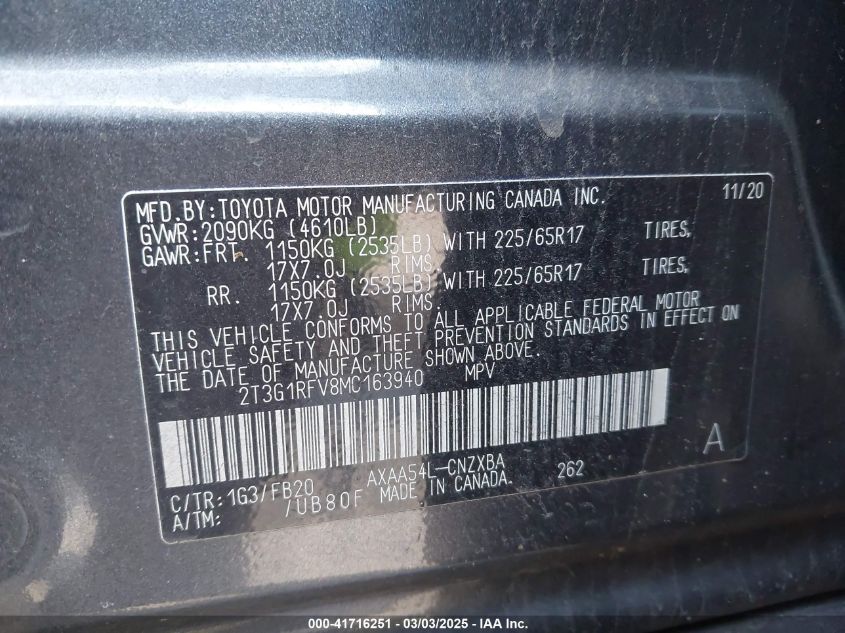 MFD.BY:TOYOTA MOTOR MANUFACTURING CANADA INC. 11/20
GVWR:2090KG (4610LB)
GAWR:FRT. 1150KG (2535LB) WITH 225/65R17 TIRES,
17X7.0J RIMS,
RR. 1150KG (2535LB) WITH 225/65R17 TIRES,
17X7.0J RIMS
THIS VEHICLE CONFORMS TO ALL APPLICABLE FEDERAL MOTOR
VEHICLE SAFETY AND THEFT PREVENTION STANDARDS IN EFFECT ON
THE DATE OF MANUFACTURE SHOWN ABOVE.
2T3G1RFV8MC163940 MPV
A
C/TR:1G3/FB20 AXAA54L-CNZXBA 262
A/TM: /UB80F MADE IN CANADA.
000-41716251 — 03/03/2025 — IAA Inc.